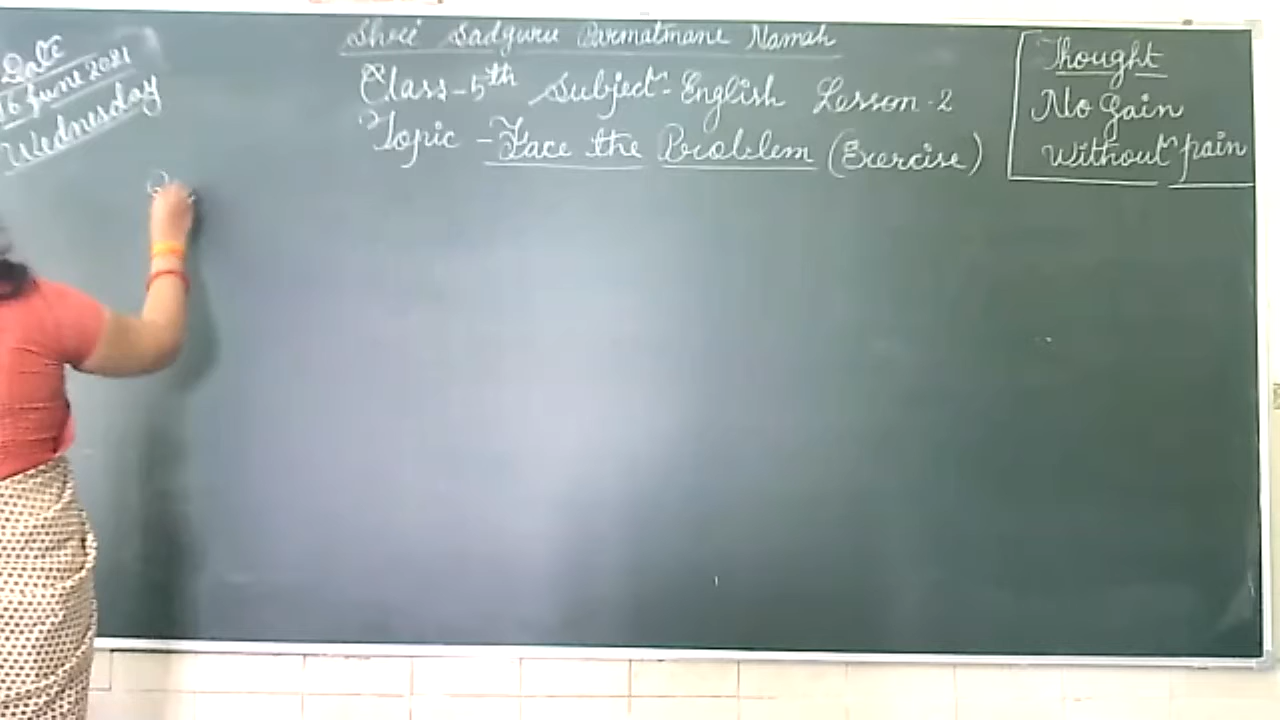 Date
16 June 2021
Wednesday
Shree Sadguru Parmatmane Namah
Class-5th Subject-English Lesson-2
Topic - Face the Problem (Exercise)
Thought
No Gain
Without pain